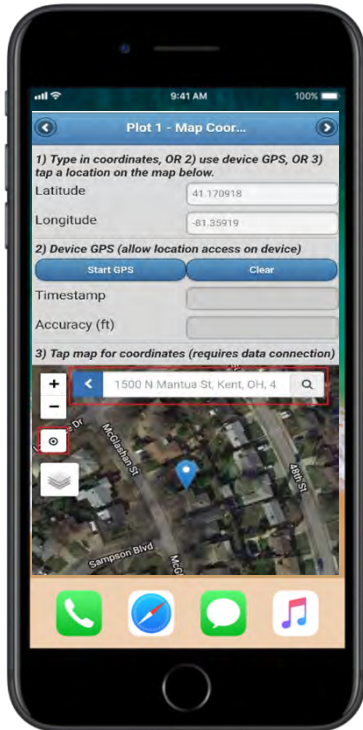 9:41 AM 100%
Plot 1 - Map Coor...
1) Type in coordinates, OR 2) use device GPS, OR 3)
tap a location on the map
below.
Latitude 41.170918
Longitude -81.35919
2) Device GPS (allow location access on device)
Start GPS Clear
Timestamp
Accuracy (ft)
3) Tap map for coordinates (requires data connection)
+ 1500 N Mantua St, Kent, OH, 4
−
Dr
McGlashan St
48th St
Sampson Blvd
McG